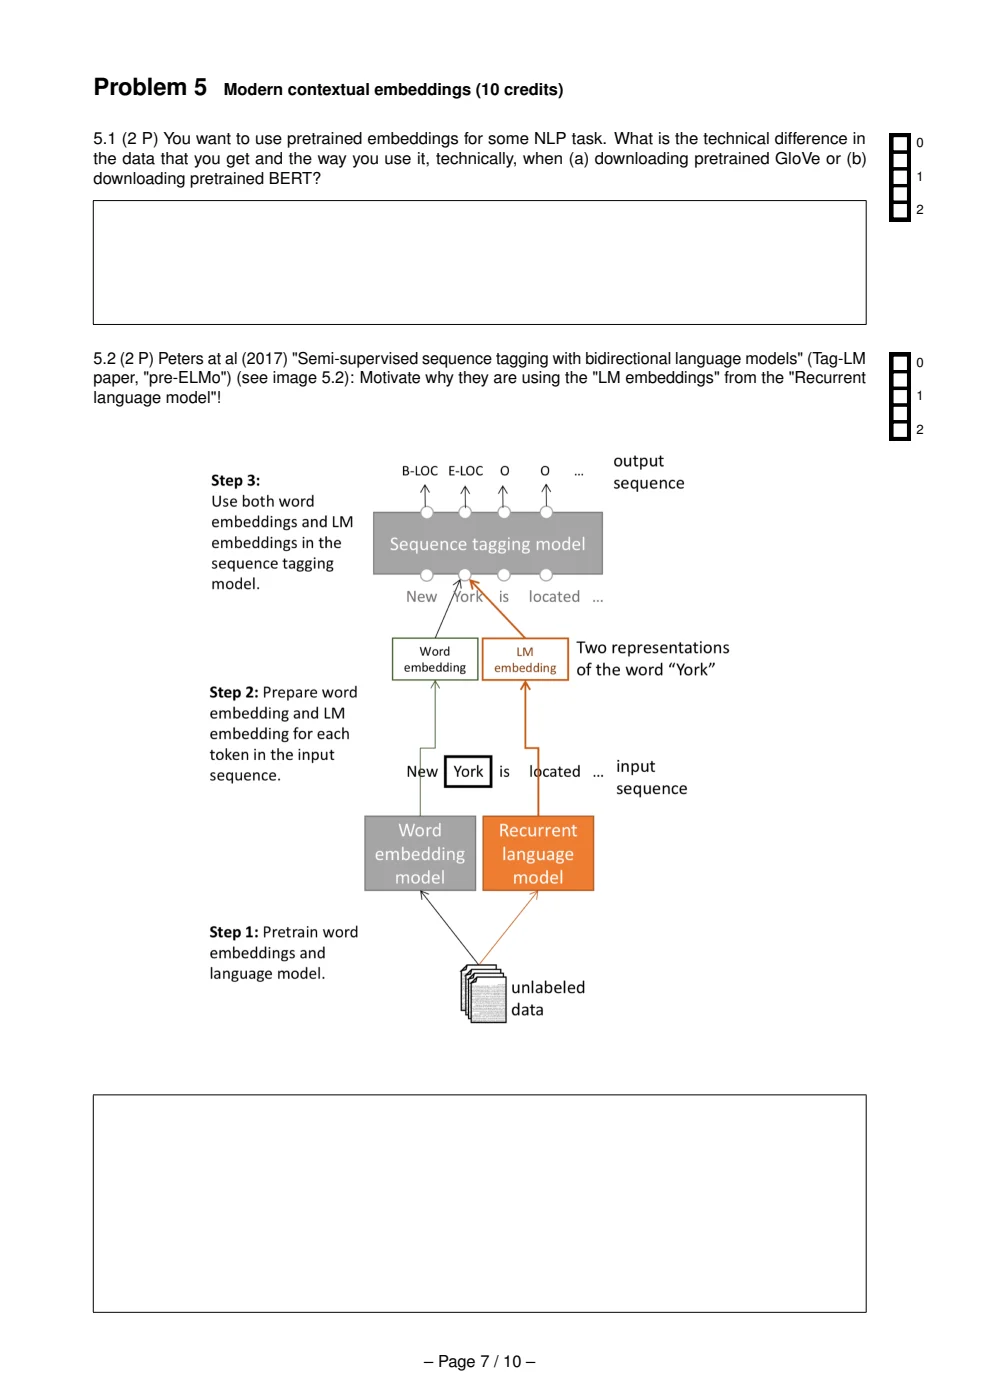 Problem 5 Modern contextual embeddings (10 credits)
5.1 (2 P) You want to use pretrained embeddings for some NLP task. What is the technical difference in
the data that you get and the way you use it, technically, when (a) downloading pretrained GloVe or (b)
downloading pretrained BERT?
0
1
2
5.2 (2 P) Peters at al (2017) "Semi-supervised sequence tagging with bidirectional language models" (Tag-LM
paper, "pre-ELMo") (see image 5.2): Motivate why they are using the "LM embeddings" from the "Recurrent
language model"!
0
1
2
Step 3:
Use both word
embeddings and LM
embeddings in the
sequence tagging
model.
B-LOC E-LOC O O ...
output
sequence
Sequence tagging model
New York is located ...
Word
embedding
LM
embedding
Two representations
of the word “York”
Step 2: Prepare word
embedding and LM
embedding for each
token in the input
sequence.
New York is located ...
input
sequence
Word
embedding
model
Recurrent
language
model
Step 1: Pretrain word
embeddings and
language model.
unlabeled
data
– Page 7 / 10 –